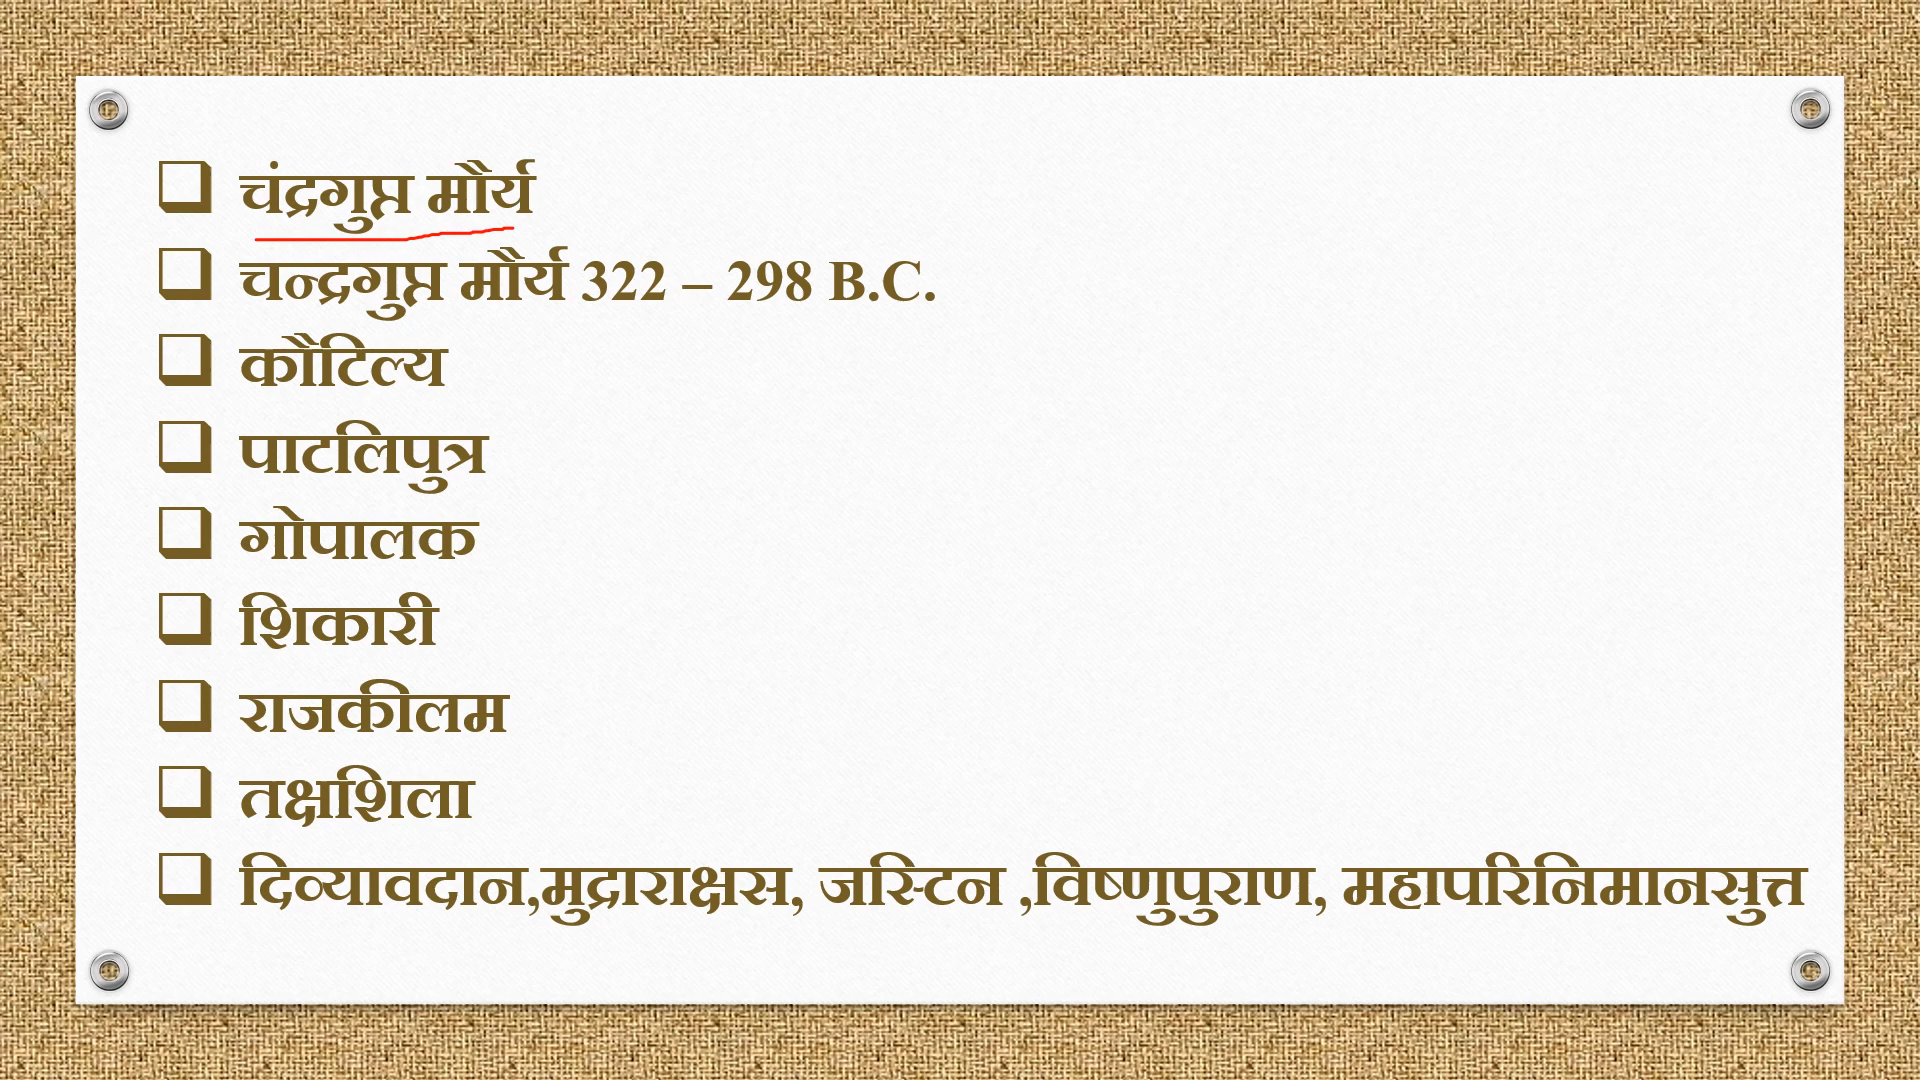 चंद्रगुप्त मौर्य
चन्द्रगुप्त मौर्य 322 – 298 B.C.
कौटिल्य
पाटलिपुत्र
गोपालक
शिकारी
राजकीलम
तक्षशिला
दिव्यावदान,मुद्राराक्षस, जस्टिन ,विष्णुपुराण, महापरिनिमानसुत्त